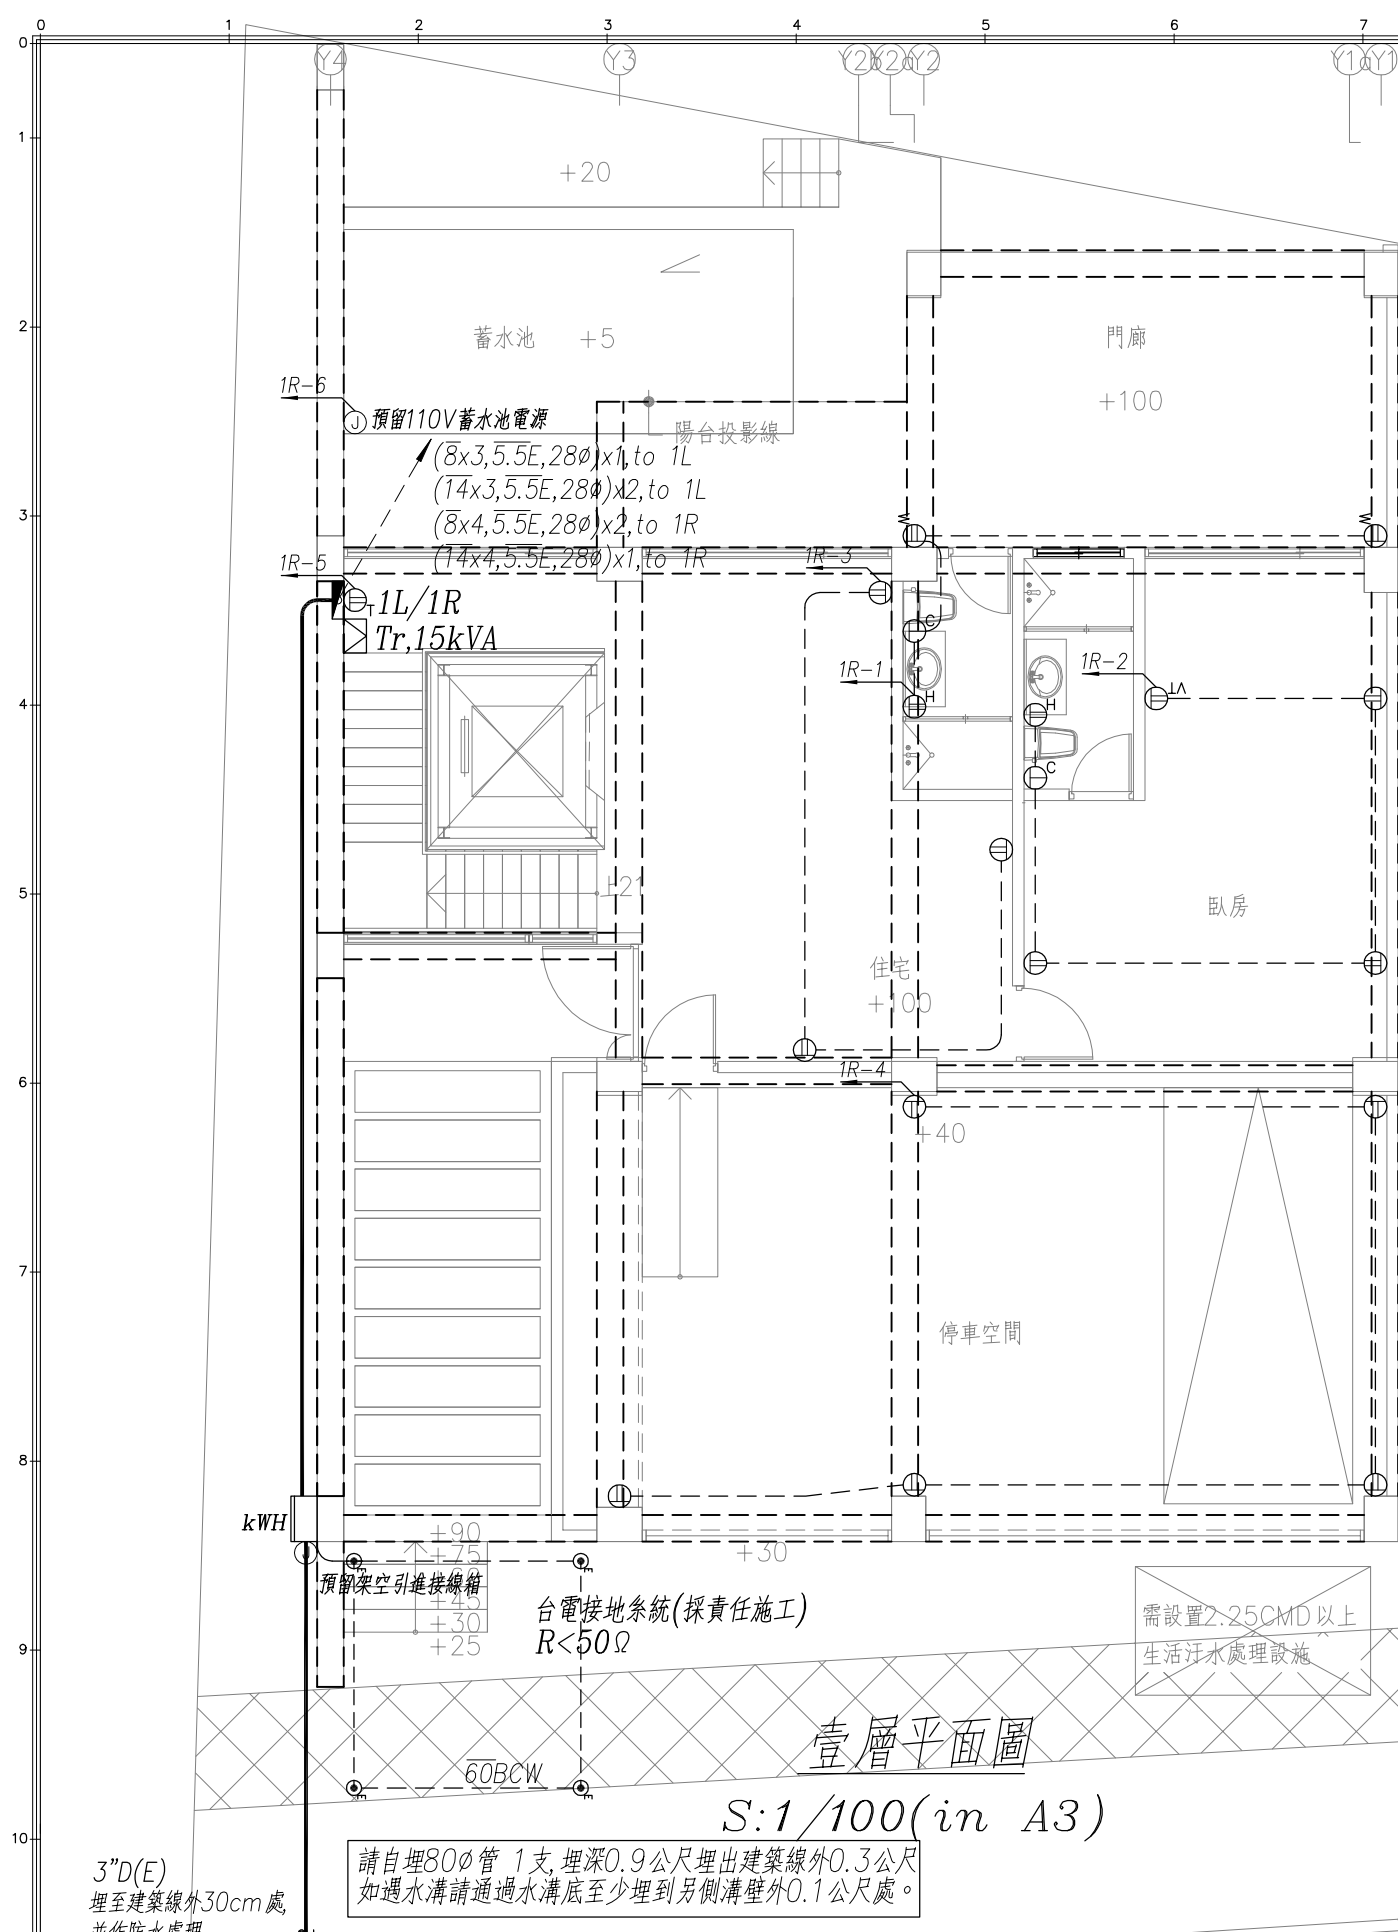 0 1 2 3 4 5 6 7
0
Y4 Y3 Y2b Y2a Y2 Y1a Y1
1
+20
2
蓄水池 +5
門廊
1R-6
+100
J 預留110V蓄水池電源
陽台投影線
(8x3,5.5E,28ø)x1,to 1L
(14x3,5.5E,28ø)x2,to 1L
3
(8x4,5.5E,28ø)x2,to 1R
(14x4,5.5E,28ø)x1,to 1R
1R-3
1R-5
T 1L/1R
C
Tr,15kVA
1R-1
1R-2
H
TV
4
H
C
上21
5
臥房
住宅
+100
6
1R-4
+40
7
停車空間
8
kWH
+90
+75
+30
J
E
E
預留架空引進接線箱
+45
台電接地系統(採責任施工)
需設置2.25CMD以上
+30
R<50Ω
+25
9
生活汙水處理設施
壹層平面圖
60BCW
E
E
S:1/100(in A3)
10
3"D(E)
請自埋80ø管 1支,埋深0.9公尺埋出建築線外0.3公尺
如遇水溝請通過水溝底至少埋到另側溝壁外0.1公尺處。
埋至建築線外30cm處,
並作防水處理